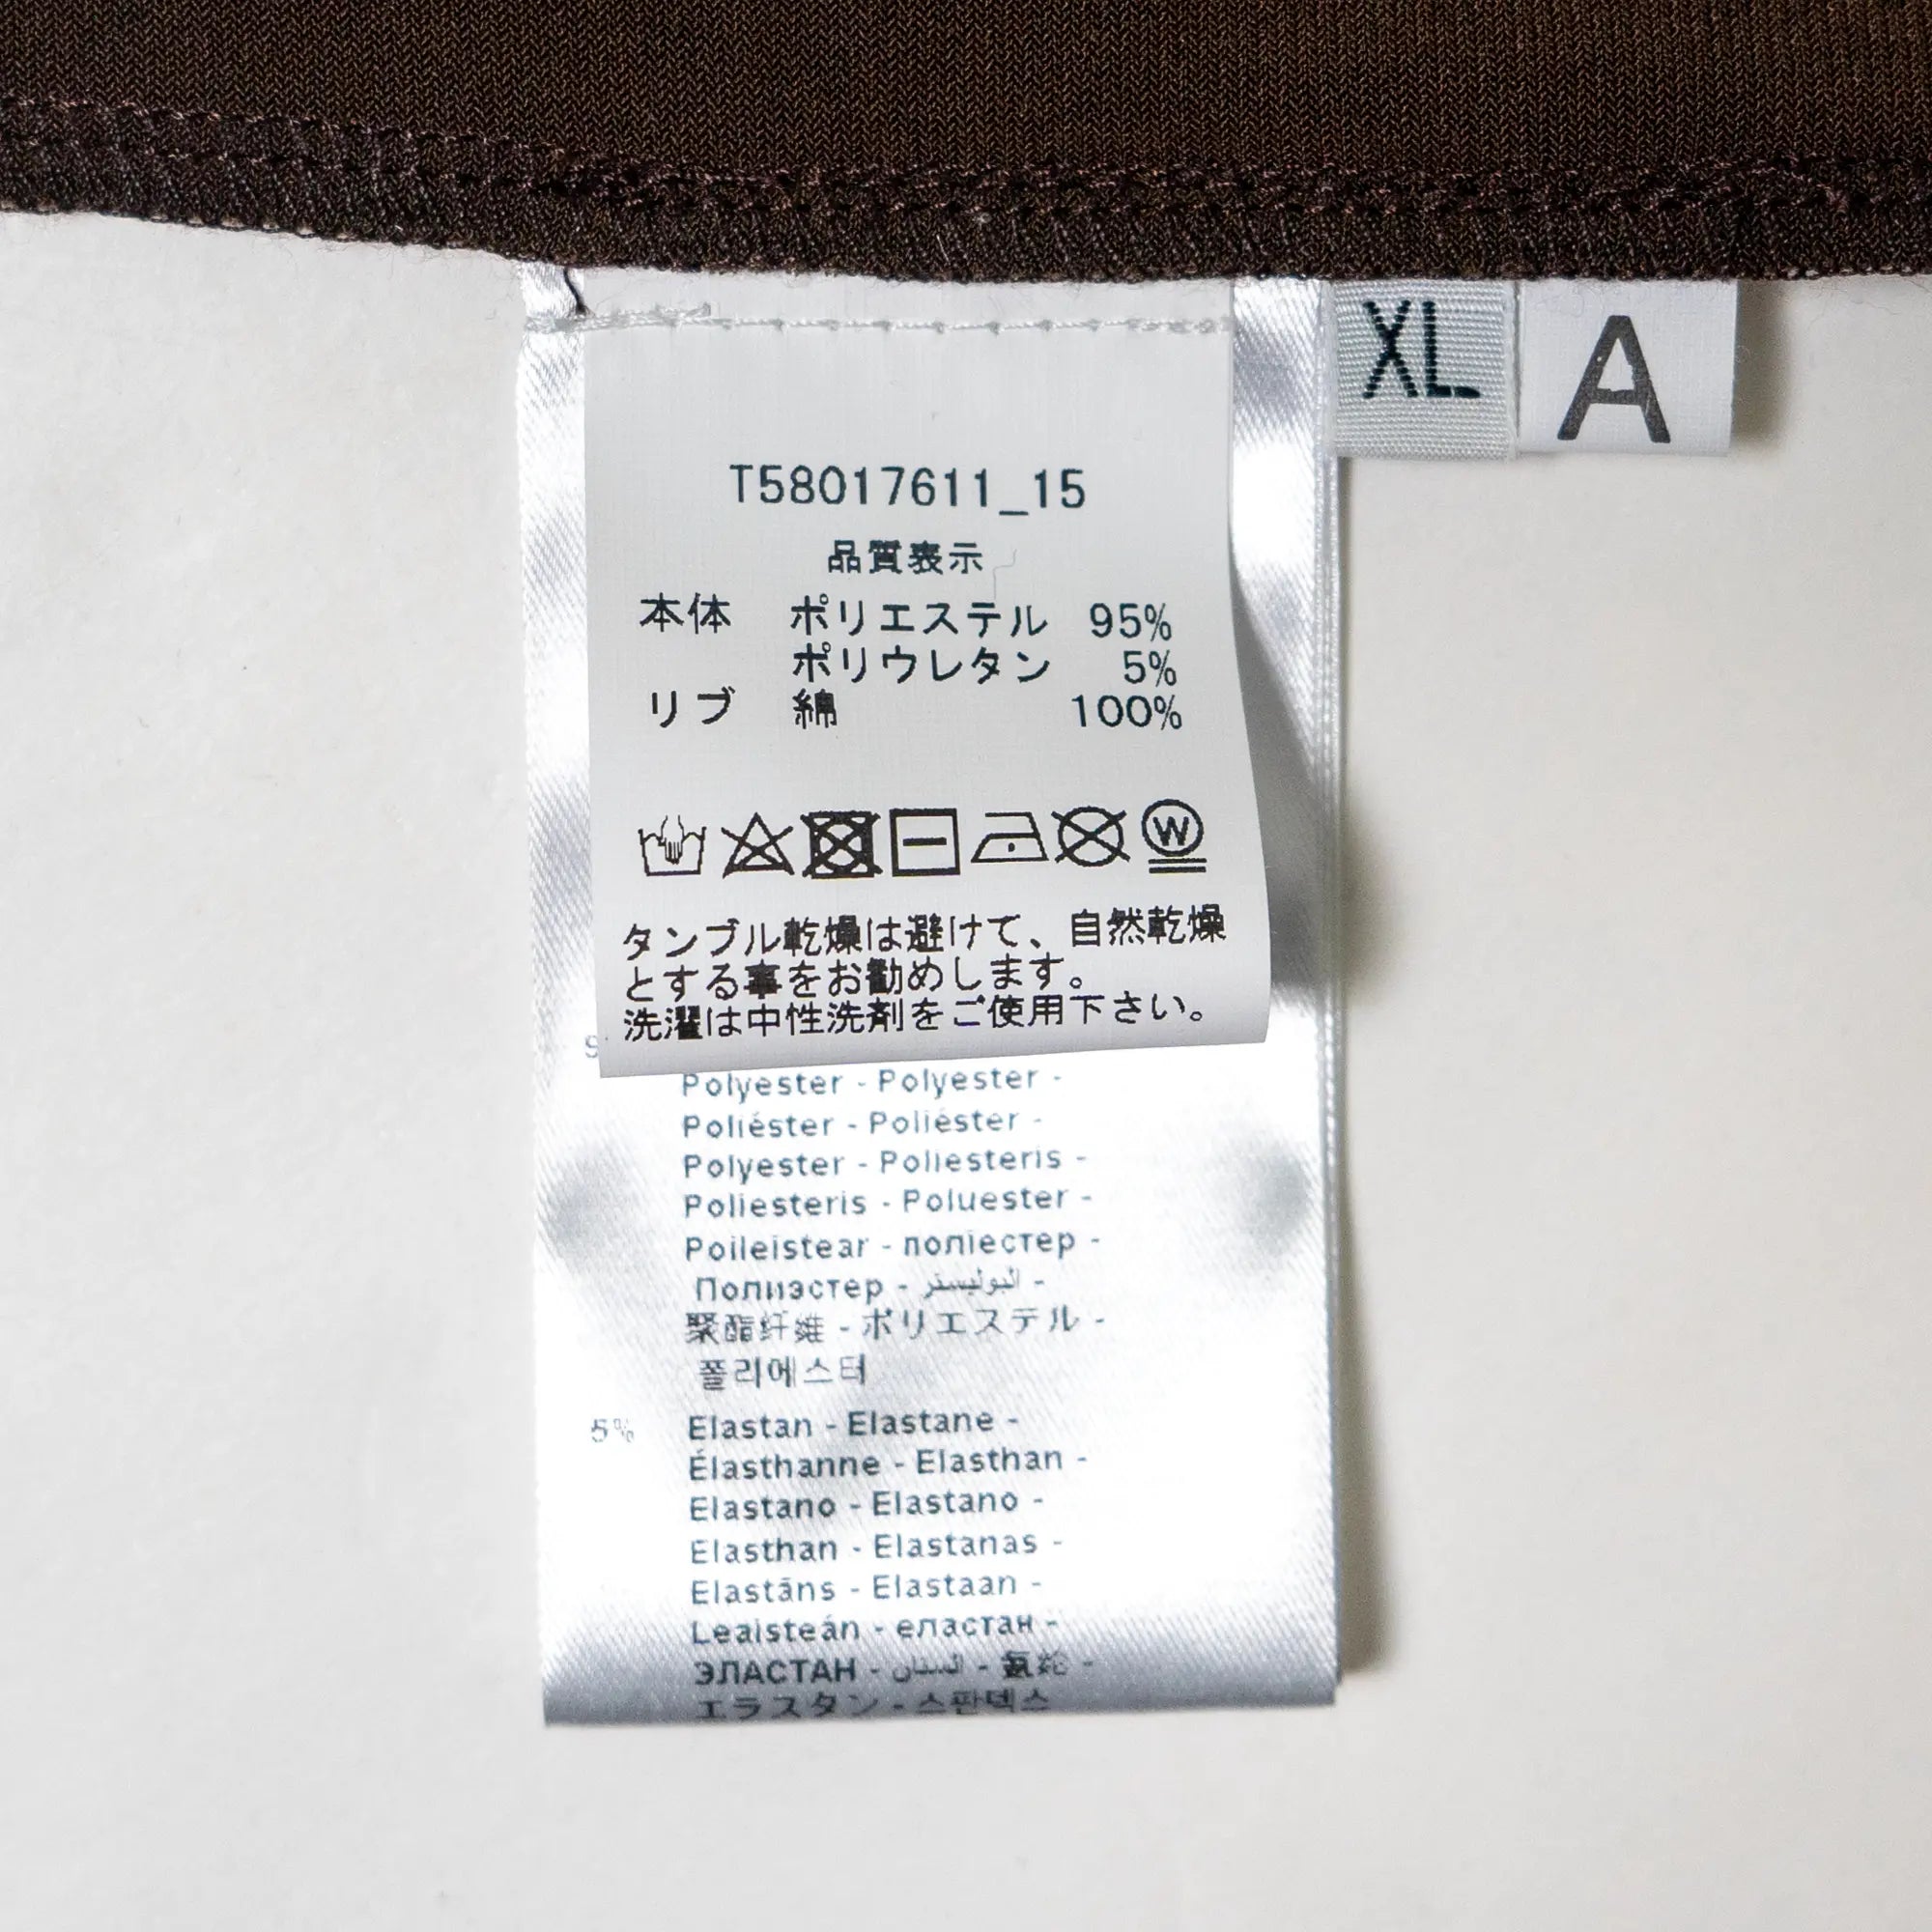 XL
A
T58017611_15
品質表示
本体 ポリエステル 95%
ポリウレタン 5%
リブ 綿 100%
W
タンブル乾燥は避けて、自然乾燥
とする事をお勧めします。
洗濯は中性洗剤をご使用下さい。
Polyester - Polyester -
Poliéster - Poliéster -
Polyester - Poliesteris -
Poliesteris - Poluester -
Poileistear - поліестер -
Полиэстер - البوليستر -
聚酯纤维 - ポリエステル -
폴리에스터
5% Elastan - Elastane -
Élasthanne - Elasthan -
Elastano - Elastano -
Elasthan - Elastanas -
Elastāns - Elastaan -
Leaisteán - еластан -
ЭЛАСТАН - - 氨纶 -
エラスタン - 스판덱스